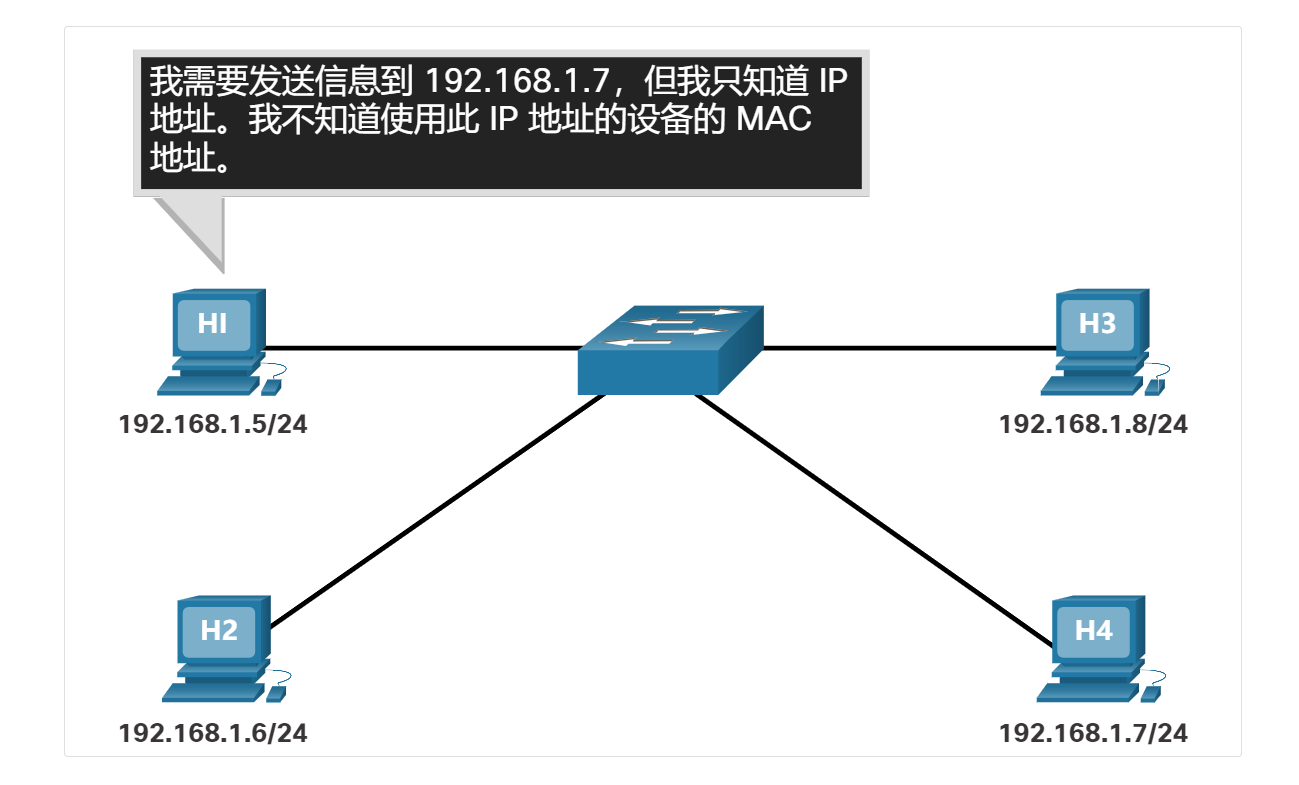 我需要发送信息到 192.168.1.7，但我只知道 IP
地址。我不知道使用此 IP 地址的设备的 MAC
地址。
HI
H3
192.168.1.5/24
192.168.1.8/24
H2
H4
192.168.1.6/24
192.168.1.7/24